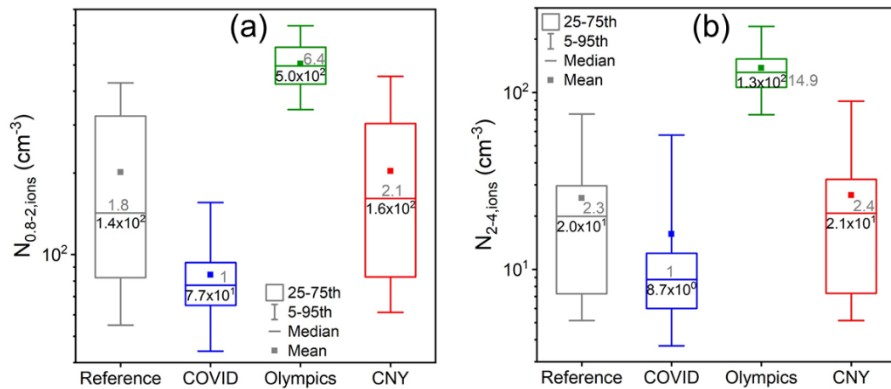 (a)
N0.8-2,ions (cm-3)
10²
1.8
1.4x10²
1
7.7x10¹
6.4
5.0x10²
2.1
1.6x10²
25-75th
5-95th
Median
Mean
Reference COVID Olympics CNY
(b)
N2-4,ions (cm-3)
10²
10¹
25-75th
5-95th
Median
Mean
2.3
2.0x10¹
1
8.7x10⁰
1.3x10²
14.9
2.4
2.1x10¹
Reference COVID Olympics CNY